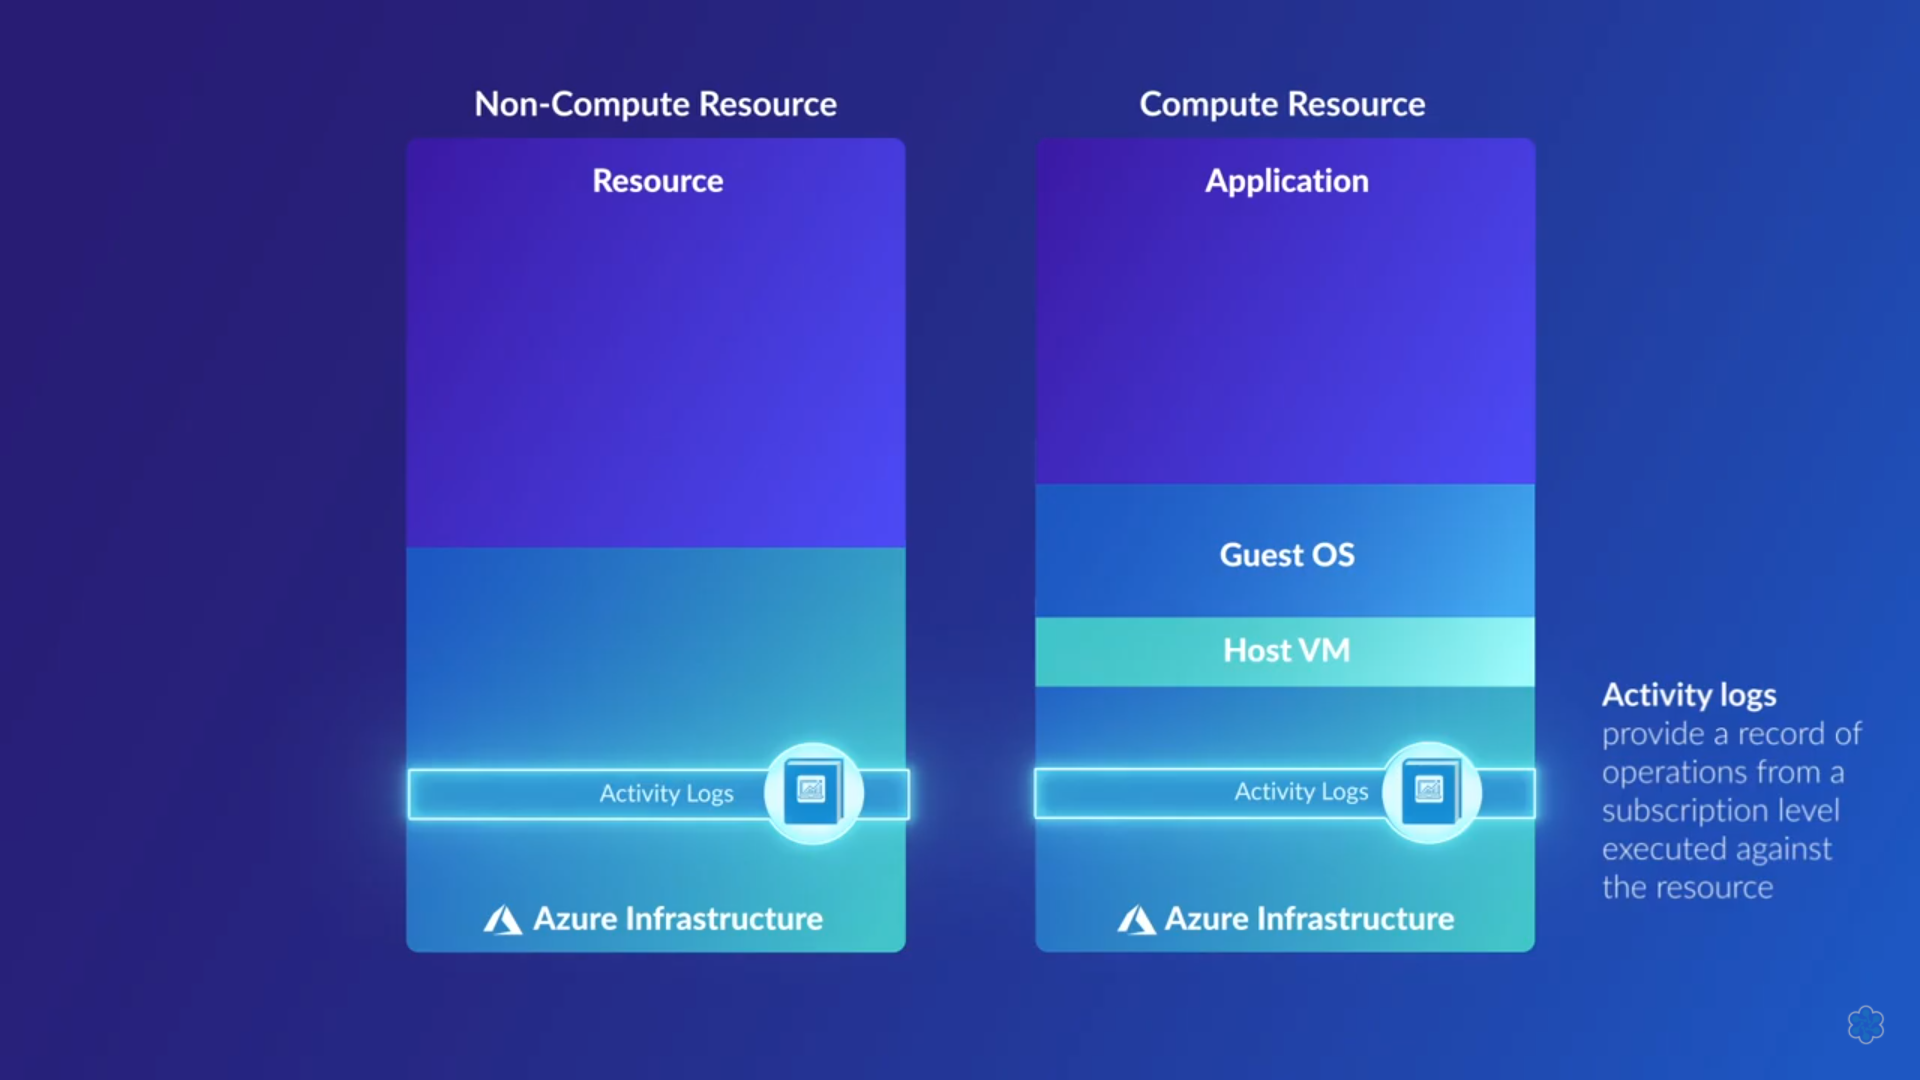 Non-Compute Resource
Resource
Activity Logs
Azure Infrastructure
Compute Resource
Application
Guest OS
Host VM
Activity Logs
Azure Infrastructure
Activity logs
provide a record of
operations from a
subscription level
executed against
the resource